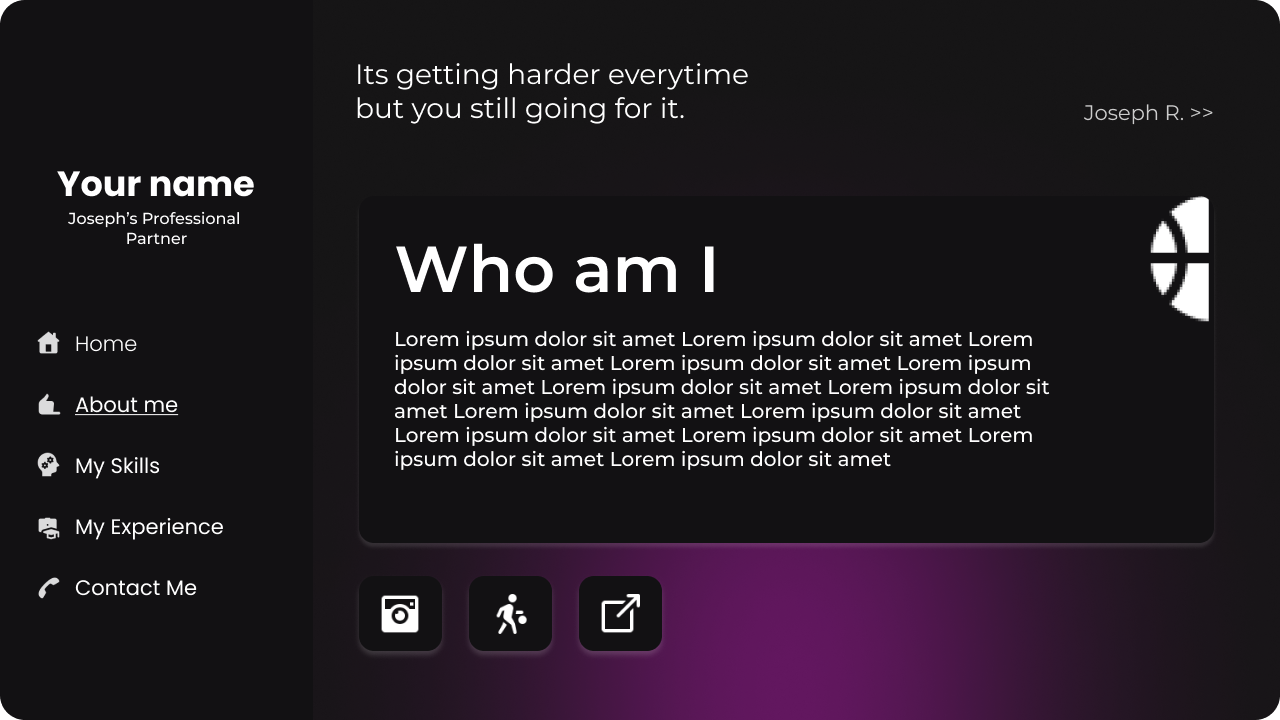 Its getting harder everytime
but you still going for it.
Joseph R. >>
Your name
Joseph’s Professional
Partner
Home
About me
My Skills
My Experience
Contact Me
Who am I
Lorem ipsum dolor sit amet Lorem ipsum dolor sit amet Lorem
ipsum dolor sit amet Lorem ipsum dolor sit amet Lorem ipsum
dolor sit amet Lorem ipsum dolor sit amet Lorem ipsum dolor sit
amet Lorem ipsum dolor sit amet Lorem ipsum dolor sit amet
Lorem ipsum dolor sit amet Lorem ipsum dolor sit amet Lorem
ipsum dolor sit amet Lorem ipsum dolor sit amet